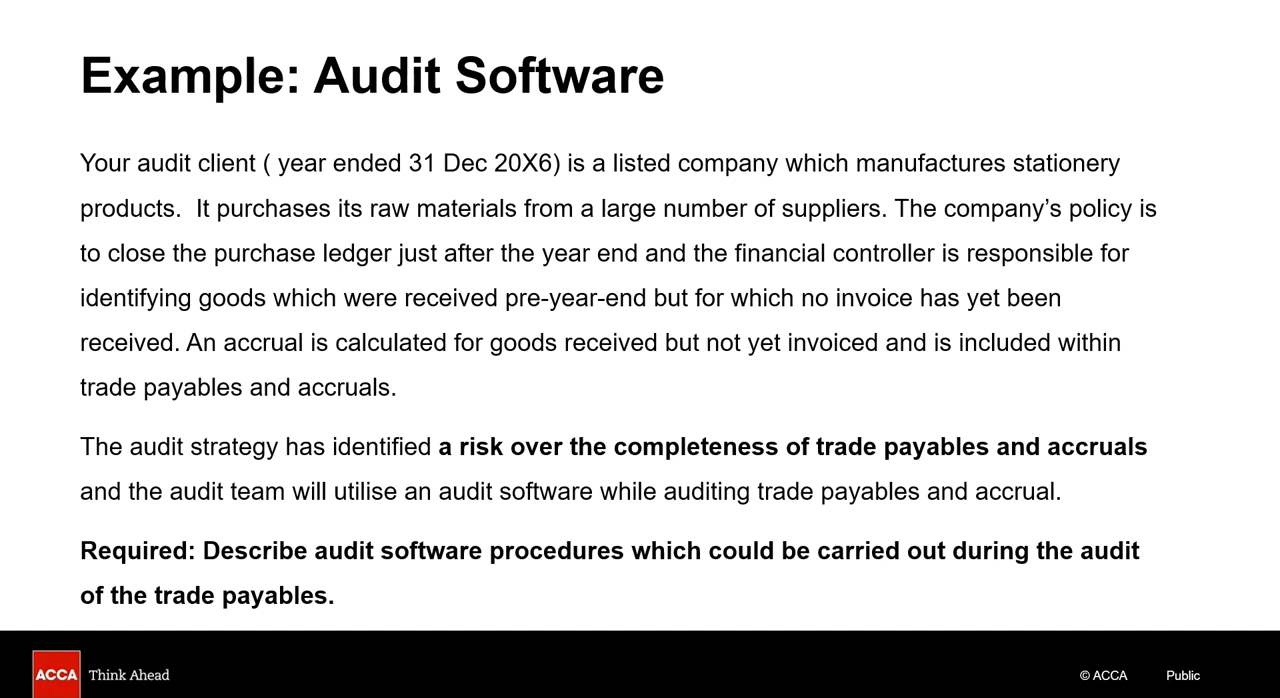 Example: Audit Software
Your audit client ( year ended 31 Dec 20X6) is a listed company which manufactures stationery
products.  It purchases its raw materials from a large number of suppliers. The company’s policy is
to close the purchase ledger just after the year end and the financial controller is responsible for
identifying goods which were received pre-year-end but for which no invoice has yet been
received. An accrual is calculated for goods received but not yet invoiced and is included within
trade payables and accruals.
The audit strategy has identified a risk over the completeness of trade payables and accruals
and the audit team will utilise an audit software while auditing trade payables and accrual.
Required: Describe audit software procedures which could be carried out during the audit
of the trade payables.
ACCA Think Ahead
© ACCA Public